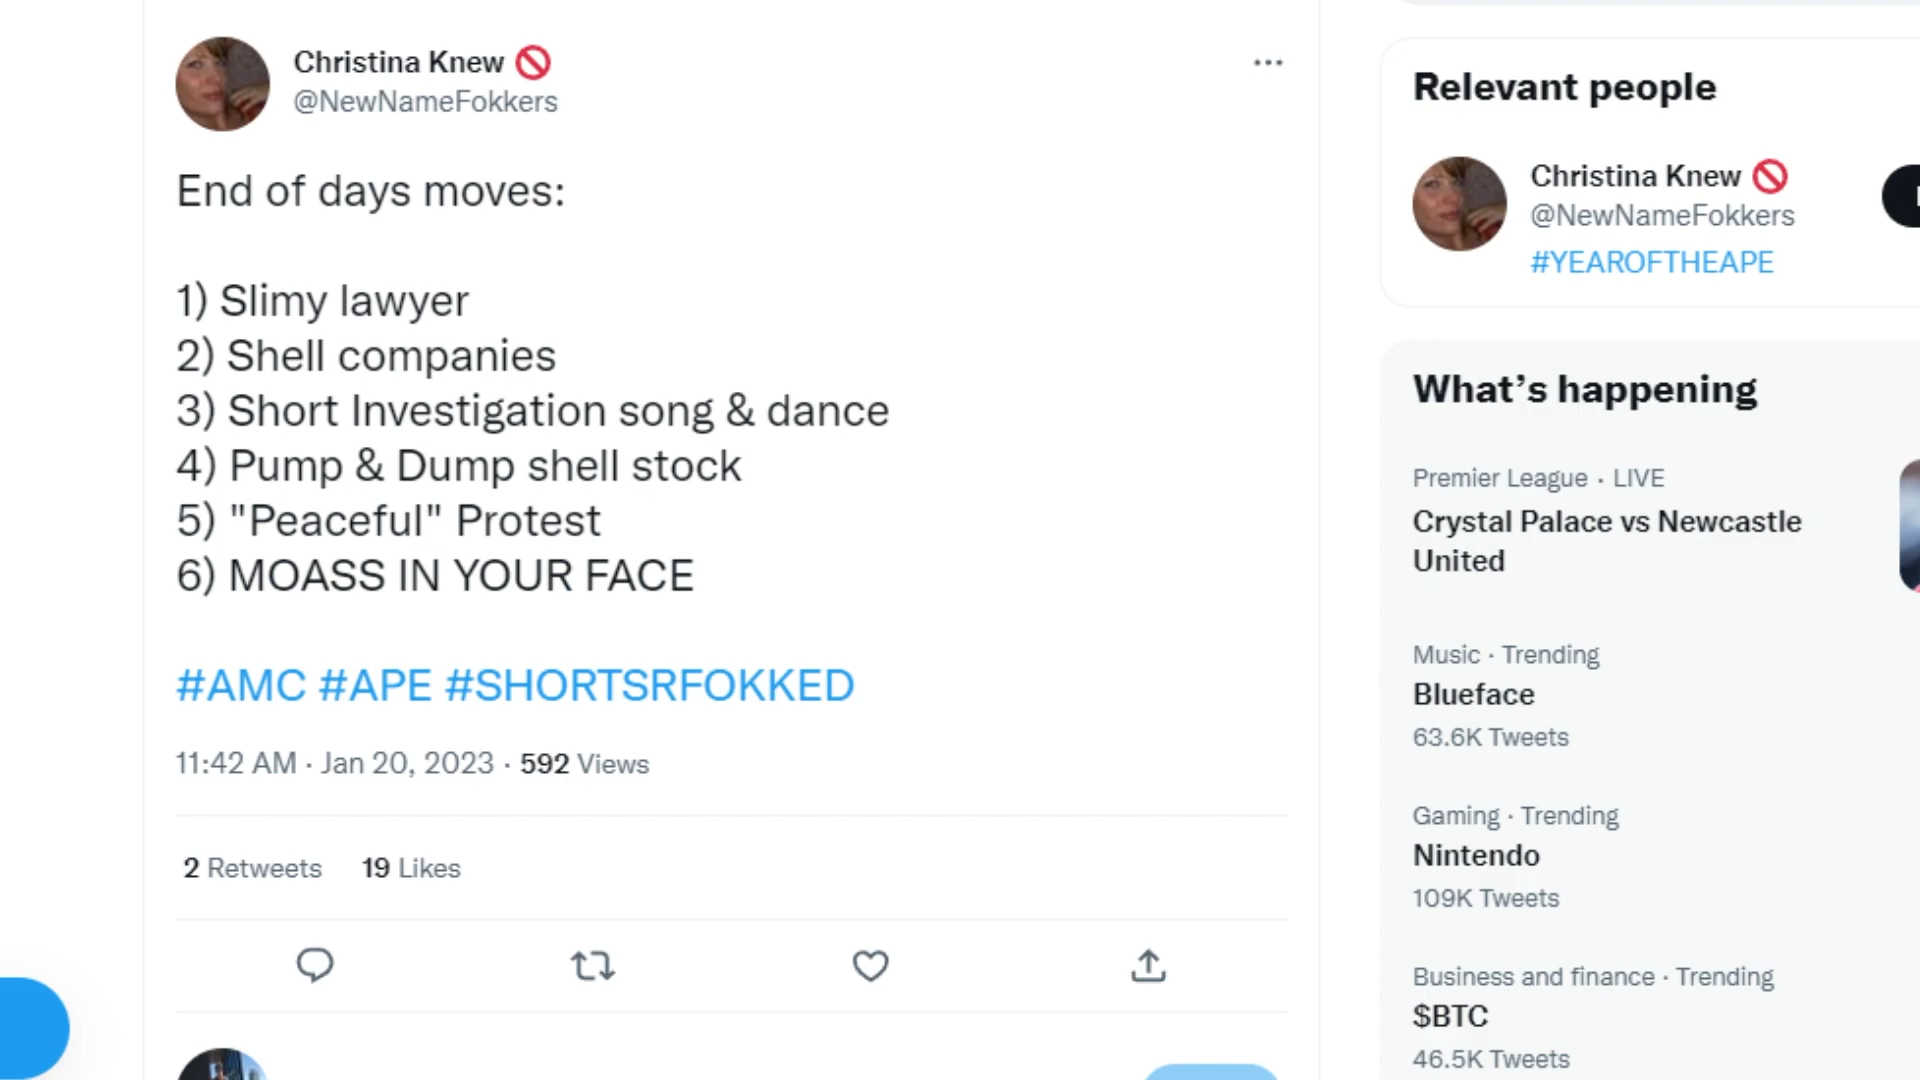 Christina Knew
@NewNameFokkers
End of days moves:
1) Slimy lawyer
2) Shell companies
3) Short Investigation song & dance
4) Pump & Dump shell stock
5) "Peaceful" Protest
6) MOASS IN YOUR FACE
#AMC #APE #SHORTSRFOKKED
11:42 AM · Jan 20, 2023 · 592 Views
2 Retweets 19 Likes
Relevant people
Christina Knew
@NewNameFokkers
#YEAROFTHEAPE
What’s happening
Premier League · LIVE
Crystal Palace vs Newcastle
United
Music · Trending
Blueface
63.6K Tweets
Gaming · Trending
Nintendo
109K Tweets
Business and finance · Trending
$BTC
46.5K Tweets